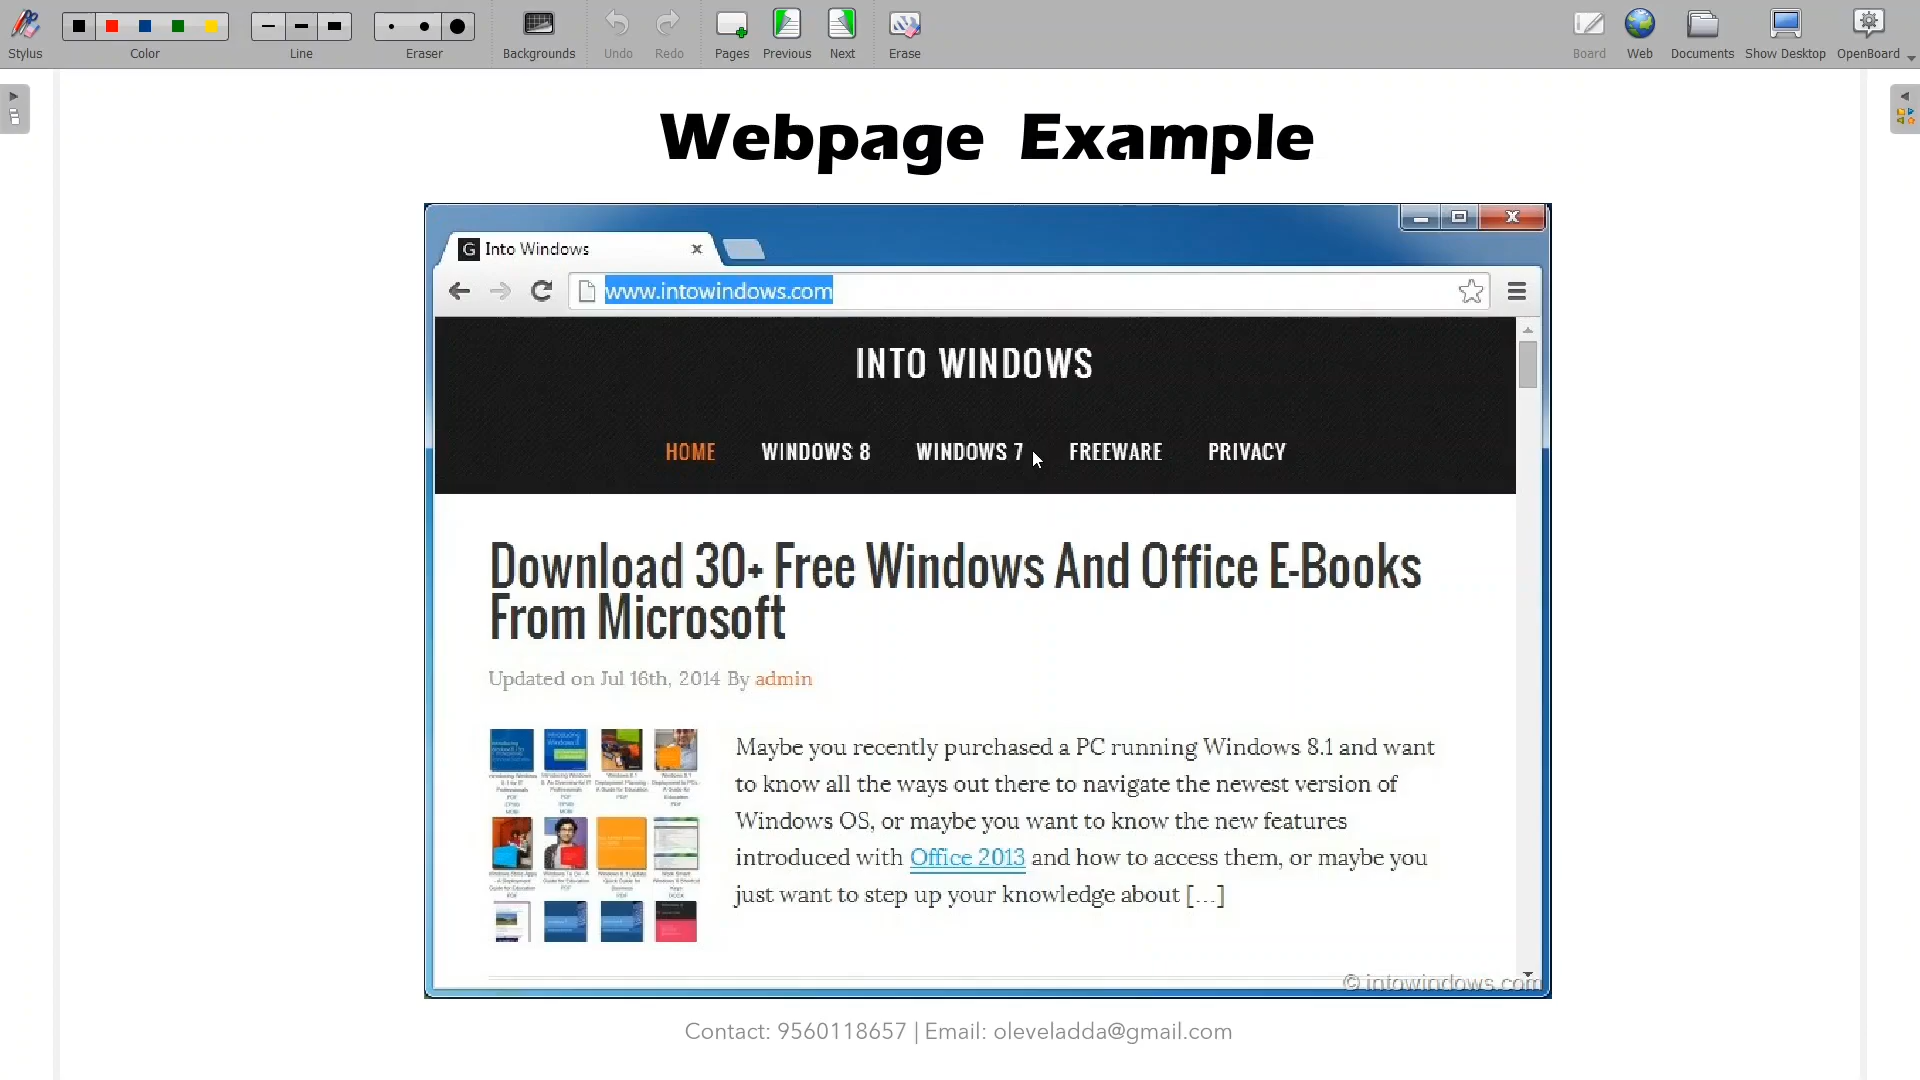 Stylus
Color
Line
Eraser
Backgrounds
Undo
Redo
Pages
Previous
Next
Erase
Board
Web
Documents
Show Desktop
OpenBoard
Webpage Example
G Into Windows
www.intowindows.com
INTO WINDOWS
HOME WINDOWS 8 WINDOWS 7 FREEWARE PRIVACY
Download 30+ Free Windows And Office E-Books
From Microsoft
Updated on Jul 16th, 2014 By admin
Maybe you recently purchased a PC running Windows 8.1 and want
to know all the ways out there to navigate the newest version of
Windows OS, or maybe you want to know the new features
introduced with Office 2013 and how to access them, or maybe you
just want to step up your knowledge about [...]
© intowindows.com
Contact: 9560118657 | Email: oleveladda@gmail.com